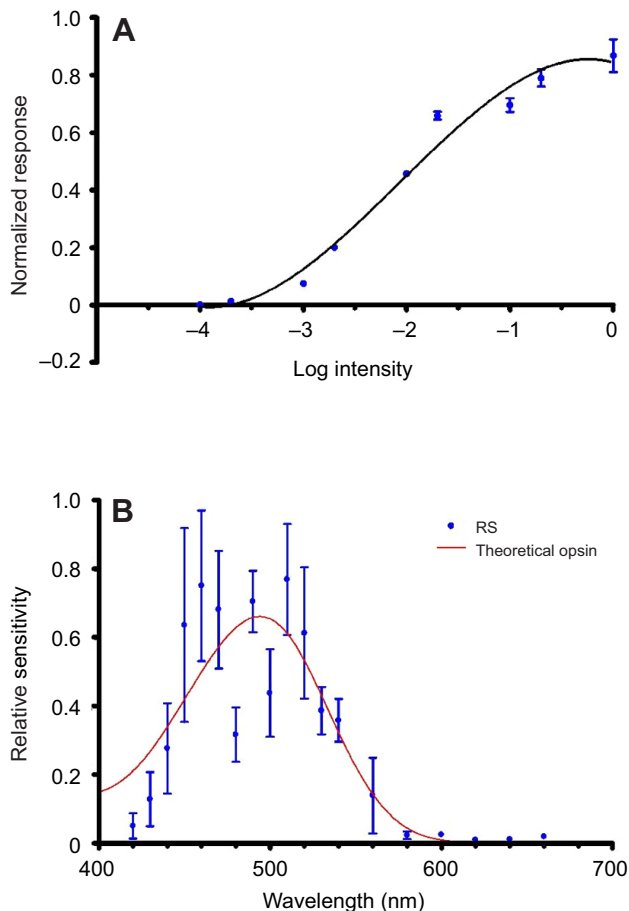 A
1.0
0.8
0.6
0.4
0.2
0
–0.2
Normalized response
–4
–3
–2
–1
0
Log intensity
B
1.0
0.8
0.6
0.4
0.2
0
Relative sensitivity
RS
Theoretical opsin
400
500
600
700
Wavelength (nm)